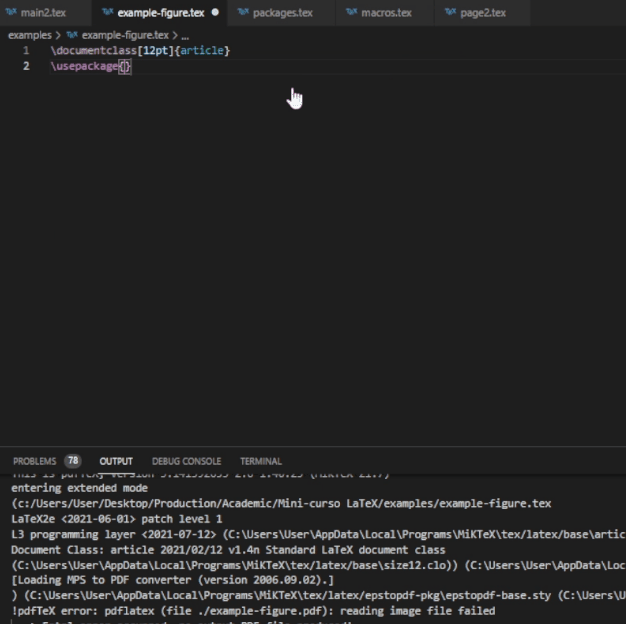 main2.tex example-figure.tex packages.tex macros.tex page2.tex
examples > example-figure.tex > ...
1 \documentclass[12pt]{article}
2 \usepackage{}
PROBLEMS 78 OUTPUT DEBUG CONSOLE TERMINAL
entering extended mode
(c:/Users/User/Desktop/Production/Academic/Mini-curso LaTeX/examples/example-figure.tex
LaTeX2e <2021-06-01> patch level 1
L3 programming layer <2021-07-12> (C:\Users\User\AppData\Local\Programs\MiKTeX\tex/latex/base\artic
Document Class: article 2021/02/12 v1.4n Standard LaTeX document class
(C:\Users\User\AppData\Local\Programs\MiKTeX\tex/latex/base\size12.clo)) (C:\Users\User\AppData\Loc
[Loading MPS to PDF converter (version 2006.09.02).]
) (C:\Users\User\AppData\Local\Programs\MiKTeX\tex/latex/epstopdf-pkg\epstopdf-base.sty (C:\Users\U
!pdfTeX error: pdflatex (file ./example-figure.pdf): reading image file failed